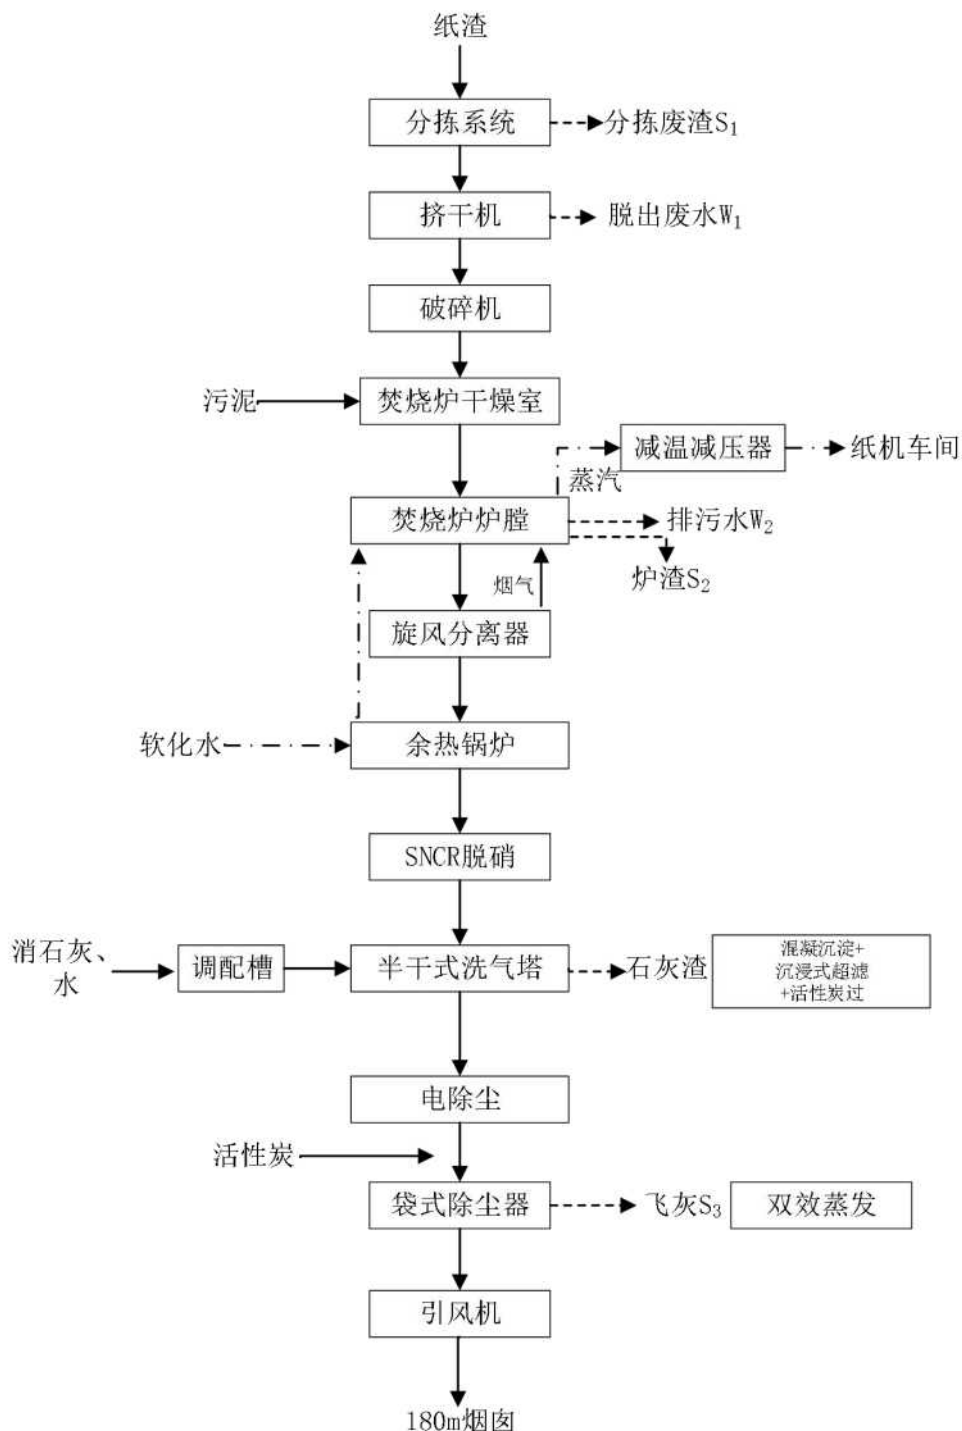 纸渣
分拣系统
分拣废渣S₁
挤干机
脱出废水W₁
破碎机
污泥
焚烧炉干燥室
减温减压器
纸机车间
蒸汽
焚烧炉炉膛
排污水W₂
烟气
炉渣S₂
旋风分离器
软化水
余热锅炉
SNCR脱硝
消石灰、
水
调配槽
半干式洗气塔
石灰渣
混凝沉淀+
沉浸式超滤
+活性炭过
电除尘
活性炭
袋式除尘器
飞灰S₃
双效蒸发
引风机
180m烟囱